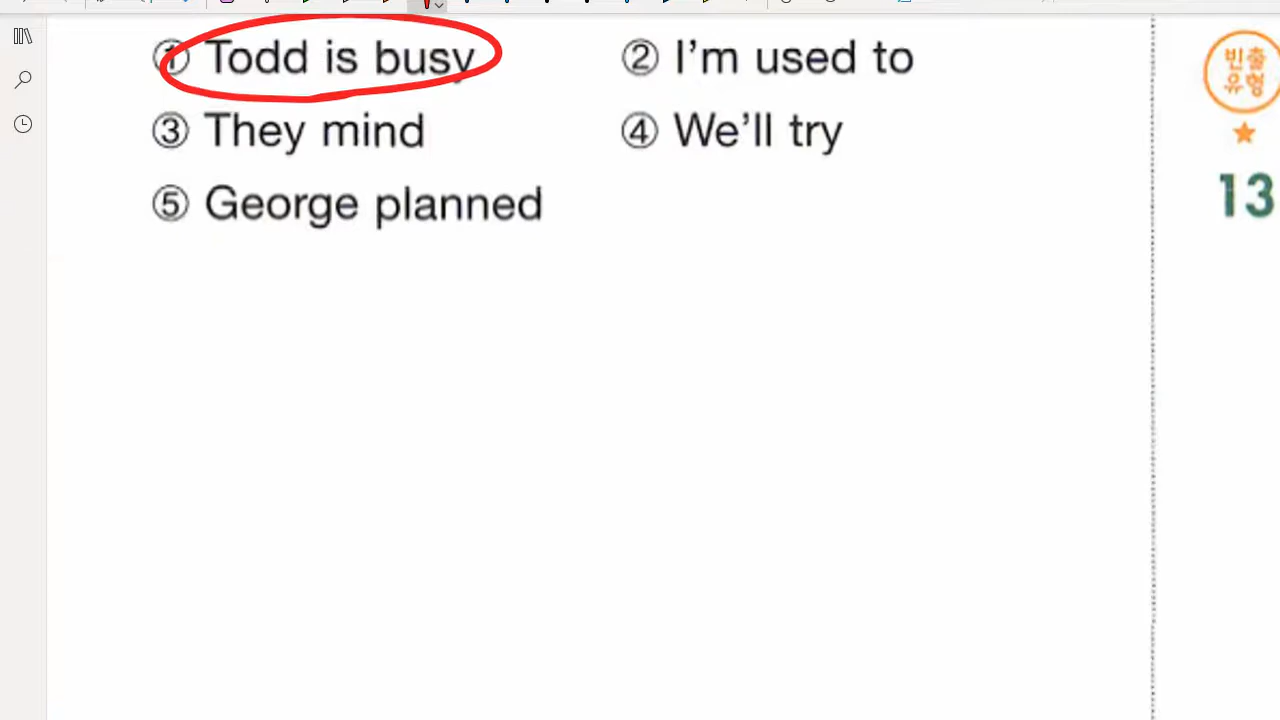 ① Todd is busy ② I'm used to
③ They mind ④ We'll try
⑤ George planned
빈출
유형
13